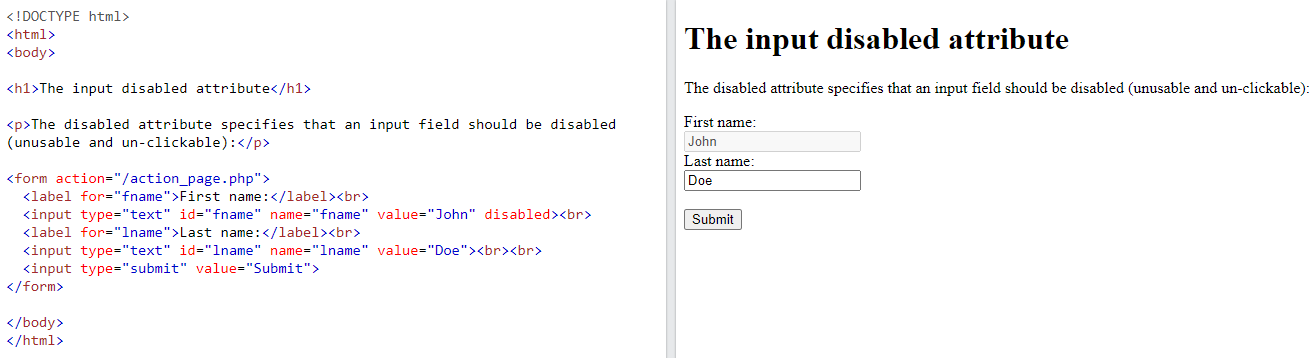 <!DOCTYPE html>
<html>
<body>
<h1>The input disabled attribute</h1>
<p>The disabled attribute specifies that an input field should be disabled
(unusable and un-clickable):</p>
<form action="/action_page.php">
<label for="fname">First name:</label><br>
<input type="text" id="fname" name="fname" value="John" disabled><br>
<label for="lname">Last name:</label><br>
<input type="text" id="lname" name="lname" value="Doe"><br><br>
<input type="submit" value="Submit">
</form>
</body>
</html>
The input disabled attribute
The disabled attribute specifies that an input field should be disabled (unusable and un-clickable):
First name:
John
Last name:
Doe
Submit